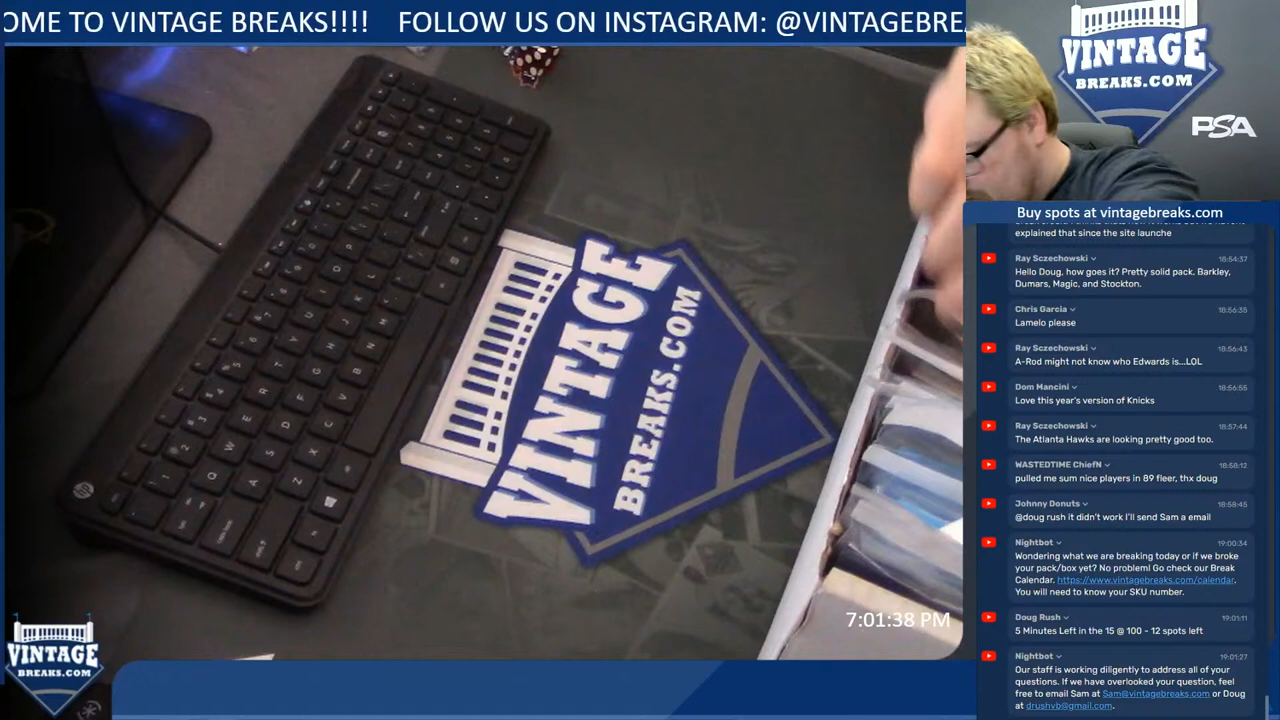 OME TO VINTAGE BREAKS!!!! FOLLOW US ON INSTAGRAM: @VINTAGEBREA
VINTAGE
BREAKS.COM
PSA
Buy spots at vintagebreaks.com
explained that since the site launche
Ray Sczechowski 18:54:37
Hello Doug, how goes it? Pretty solid pack. Barkley,
Dumars, Magic, and Stockton.
Chris Garcia 18:56:35
Lamelo please
Ray Sczechowski 18:56:43
A-Rod might not know who Edwards is...LOL
Dom Mancini 18:56:55
Love this year's version of Knicks
Ray Sczechowski 18:57:44
The Atlanta Hawks are looking pretty good too.
WASTEDTIME ChiefN 18:58:12
pulled me sum nice players in 89 fleer, thx doug
Johnny Donuts 18:58:45
@doug rush it didn't work I'll send Sam a email
Nightbot 19:00:34
Wondering what we are breaking today or if we broke
your pack/box yet? No problem! Go check our Break
Calendar. https://www.vintagebreaks.com/calendar.
You will need to know your SKU number.
Doug Rush 19:01:11
5 Minutes Left in the 15 @ 100 - 12 spots left
Nightbot 19:01:27
Our staff is working diligently to address all of your
questions. If we have overlooked your question, feel
free to email Sam at Sam@vintagebreaks.com or Doug
at drushvb@gmail.com.
VINTAGE
BREAKS.COM
7:01:38 PM
VINTAGE
BREAKS.COM